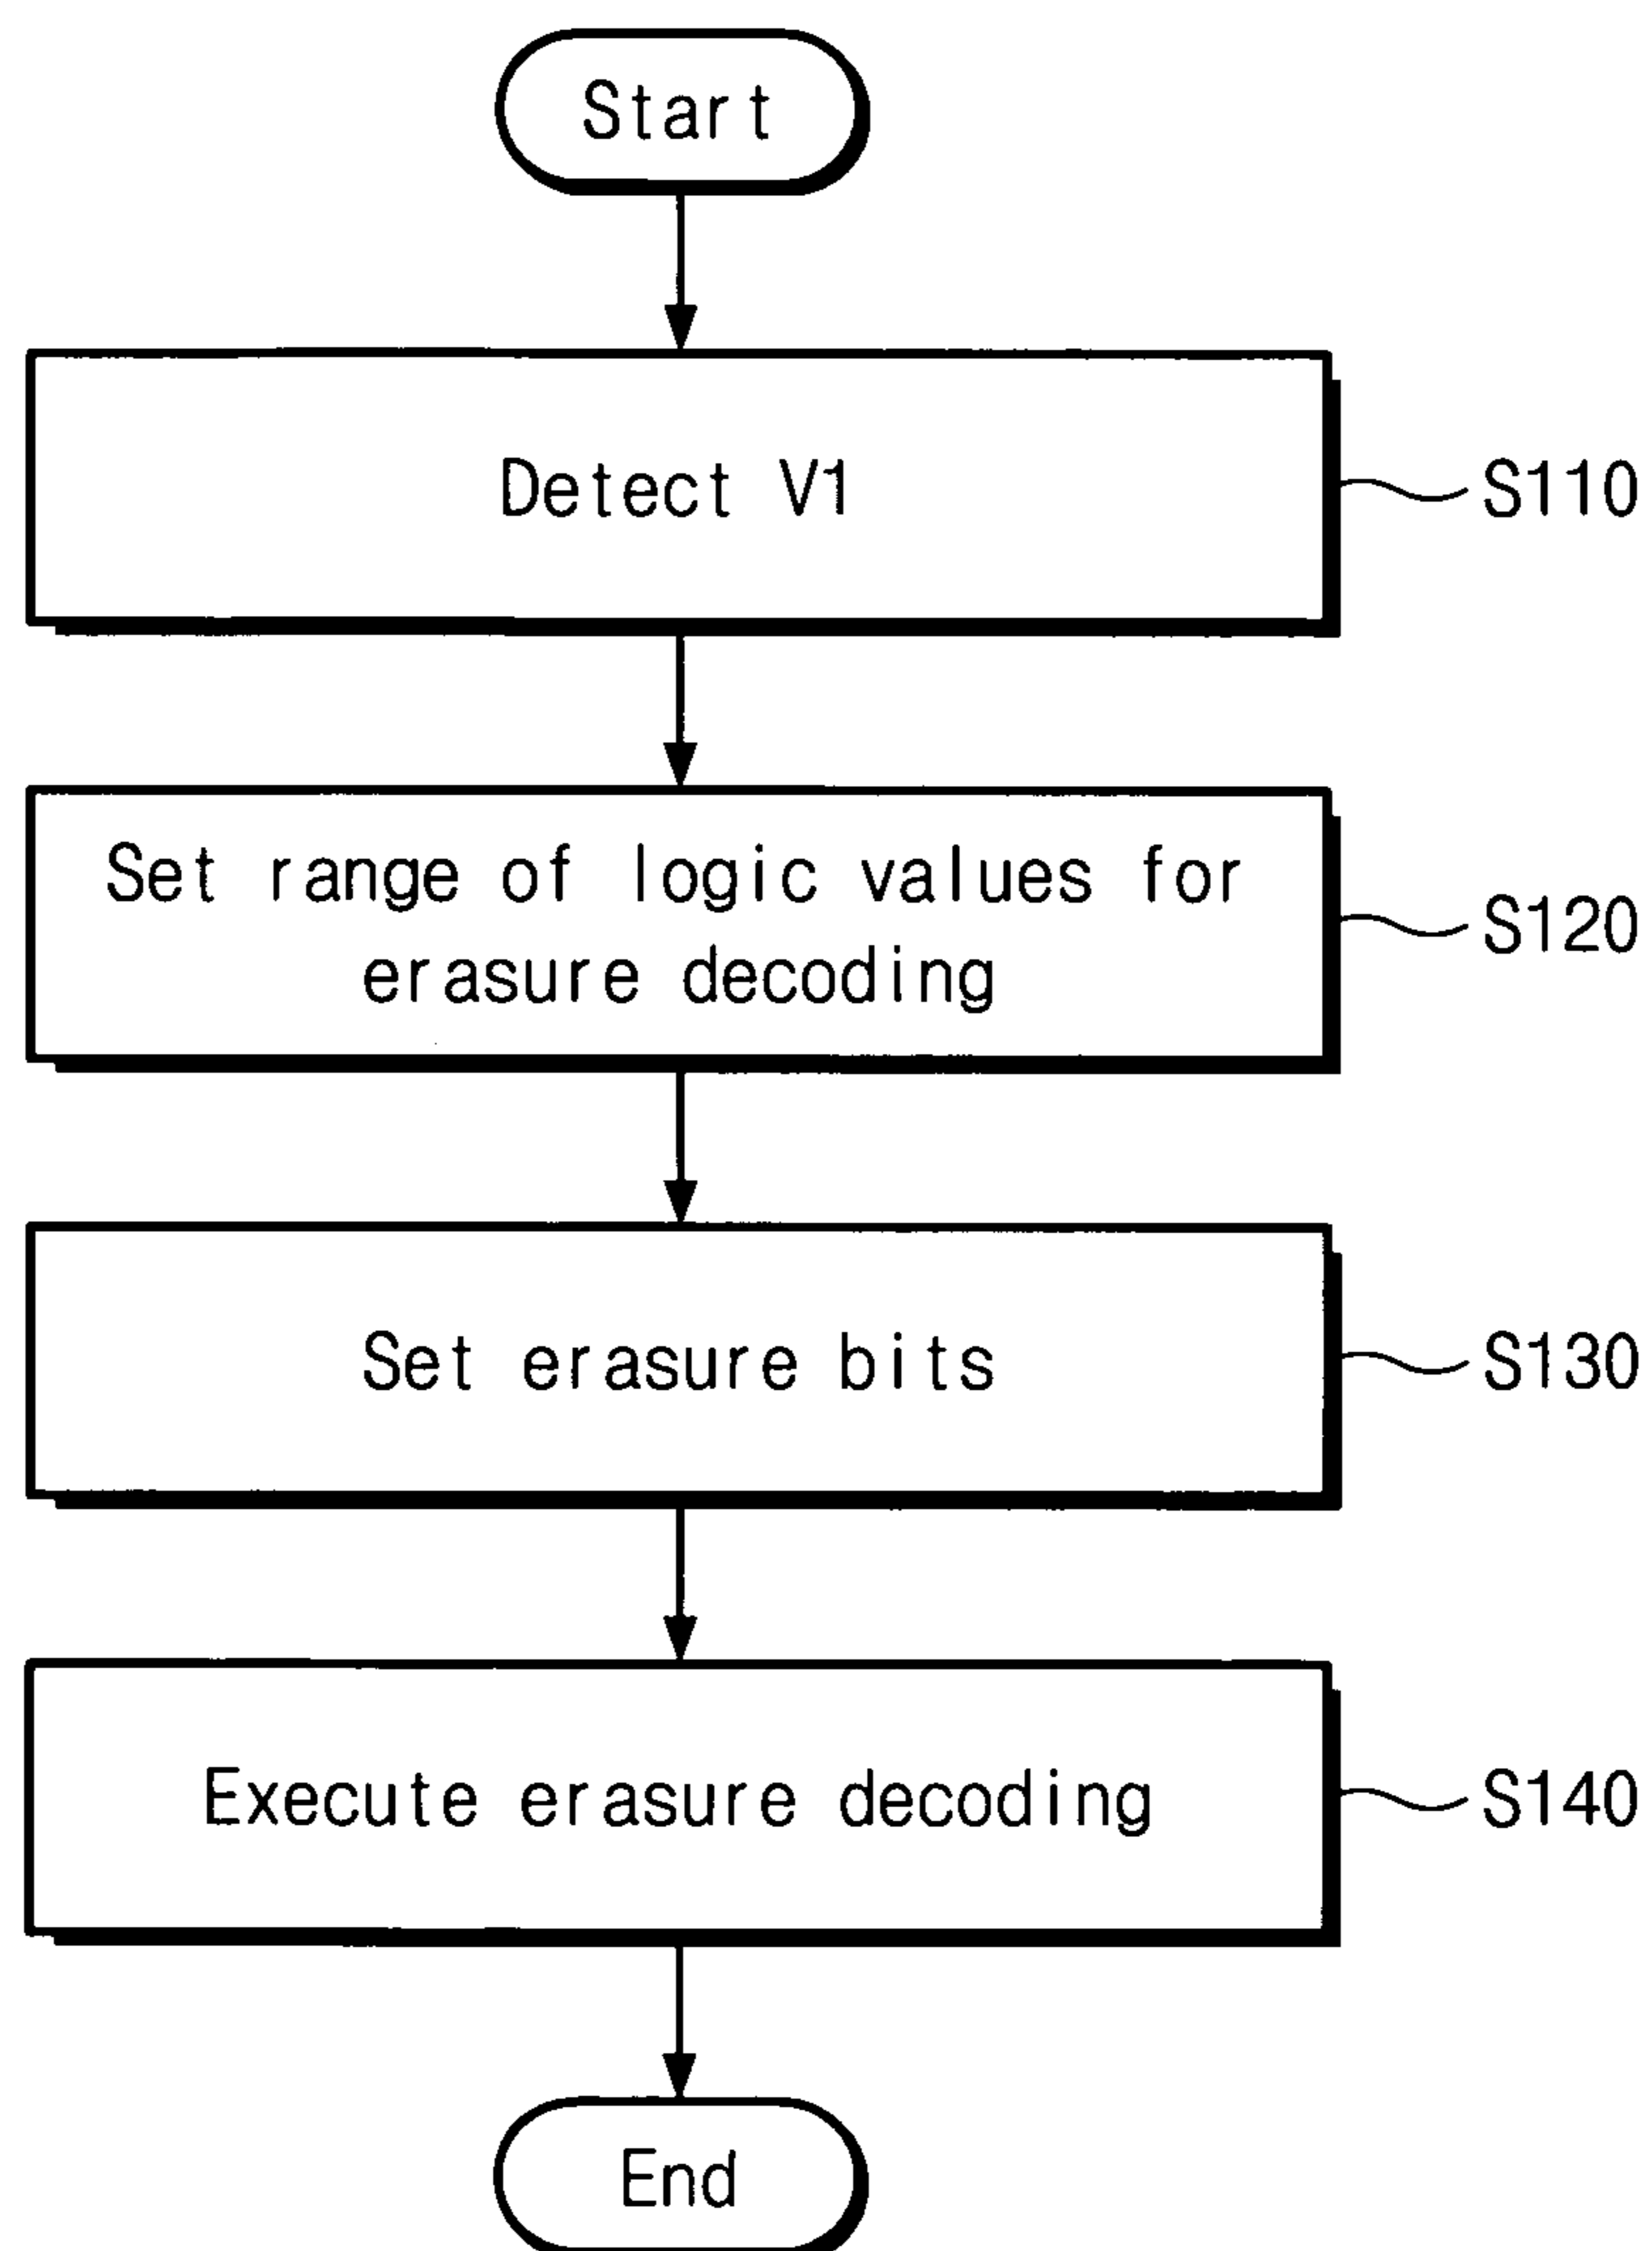 Start
Detect V1
S110
Set range of logic values for
erasure decoding
S120
Set erasure bits
S130
Execute erasure decoding
S140
End